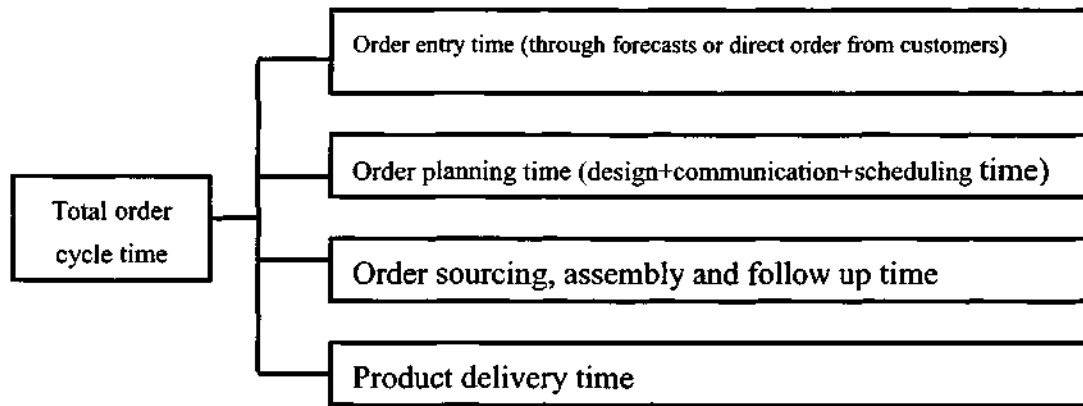 Order entry time (through forecasts or direct order from customers)
Order planning time (design+communication+scheduling time)
Total order
cycle time
Order sourcing, assembly and follow up time
Product delivery time